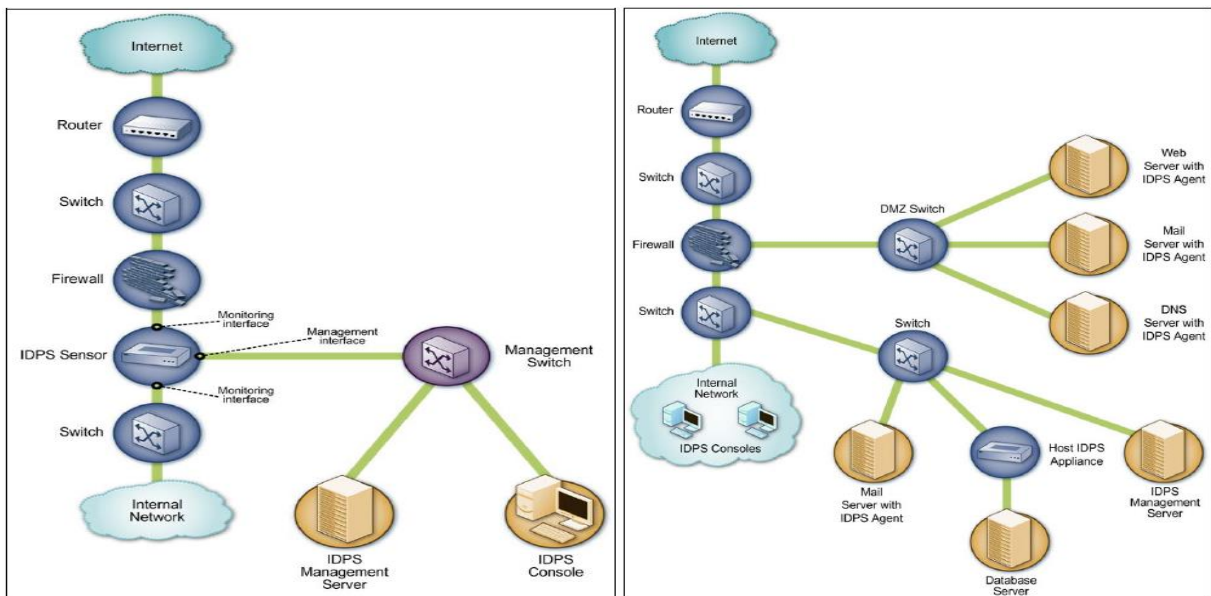 Internet
Router
Switch
Firewall
Monitoring
interface
Management
interface
IDPS Sensor
Management
Switch
Monitoring
interface
Switch
Internal
Network
IDPS
Management
Server
IDPS
Console
Internet
Router
Switch
Firewall
Switch
DMZ Switch
Web
Server with
IDPS Agent
Mail
Server with
IDPS Agent
DNS
Server with
IDPS Agent
Switch
Internal
Network
IDPS Consoles
Mail
Server with
IDPS Agent
Host IDPS
Appliance
IDPS
Management
Server
Database
Server